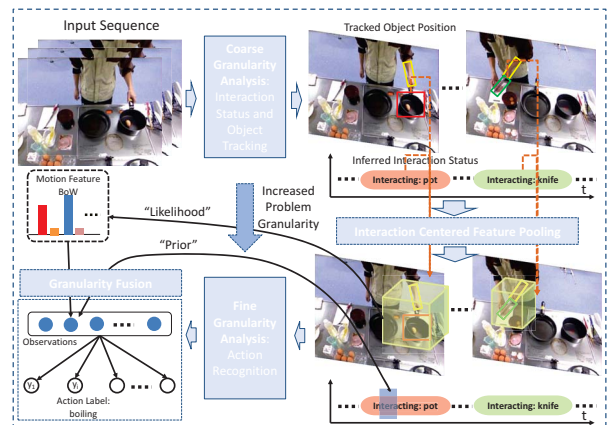 Input Sequence
Coarse
Granularity
Analysis:
Interaction
Status and
Object
Tracking
Tracked Object Position
Inferred Interaction Status
Interacting: pot
Interacting: knife
t
Motion Feature
BoW
"Likelihood"
"Prior"
Increased
Problem
Granularity
Interaction Centered Feature Pooling
Granularity Fusion
Observations
y1
yi
Action Label:
boiling
Fine
Granularity
Analysis:
Action
Recognition
Interacting: pot
Interacting: knife
t